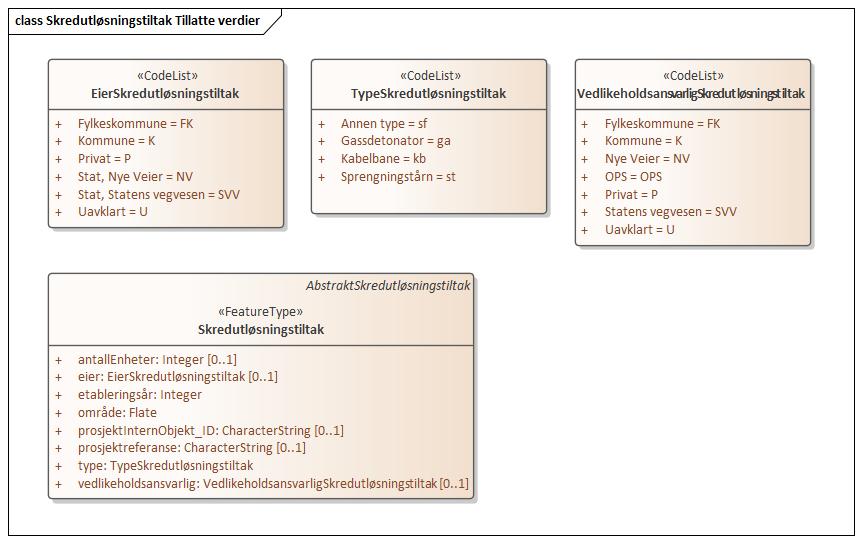 class Skredutløsningstiltak Tillatte verdier
«CodeList»
EierSkredutløsningstiltak
+ Fylkeskommune = FK
+ Kommune = K
+ Privat = P
+ Stat, Nye Veier = NV
+ Stat, Statens vegvesen = SVV
+ Uavklart = U
«CodeList»
TypeSkredutløsningstiltak
+ Annen type = sf
+ Gassdetonator = ga
+ Kabelbane = kb
+ Sprengningstårn = st
«CodeList»
VedlikeholdsansvarligSkredutløsningstiltak
+ Fylkeskommune = FK
+ Kommune = K
+ Nye Veier = NV
+ OPS = OPS
+ Privat = P
+ Statens vegvesen = SVV
+ Uavklart = U
AbstraktSkredutløsningstiltak
«FeatureType»
Skredutløsningstiltak
+ antallEnheter: Integer [0..1]
+ eier: EierSkredutløsningstiltak [0..1]
+ etableringsår: Integer
+ område: Flate
+ prosjektInternObjekt_ID: CharacterString [0..1]
+ prosjektreferanse: CharacterString [0..1]
+ type: TypeSkredutløsningstiltak
+ vedlikeholdsansvarlig: VedlikeholdsansvarligSkredutløsningstiltak [0..1]